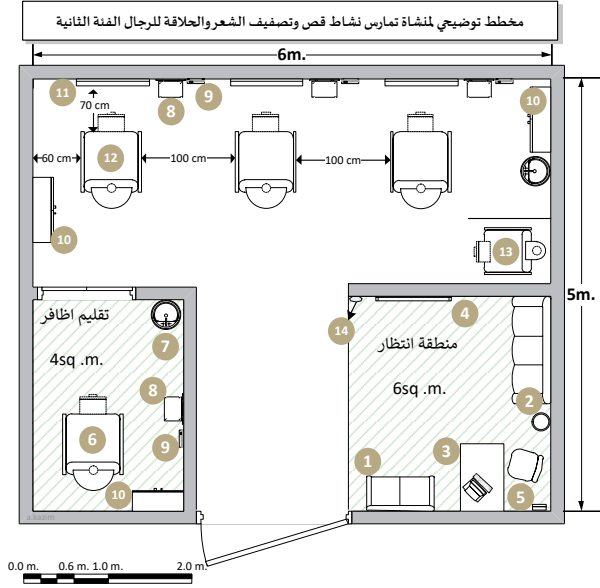 مخطط توضيحي لمنشاة تمارس نشاط قص وتصفيف الشعر والحلاقة للرجال الفئة الثانية
6m.
11
8
9
10
70 cm
60 cm
12
100 cm
100 cm
10
13
5m.
تقليم اظافر
7
4sq .m.
8
6
9
10
14
4
منطقة انتظار
6sq .m.
2
3
1
5
a.kazim
0.0 m. 0.6 m. 1.0 m. 2.0 m.